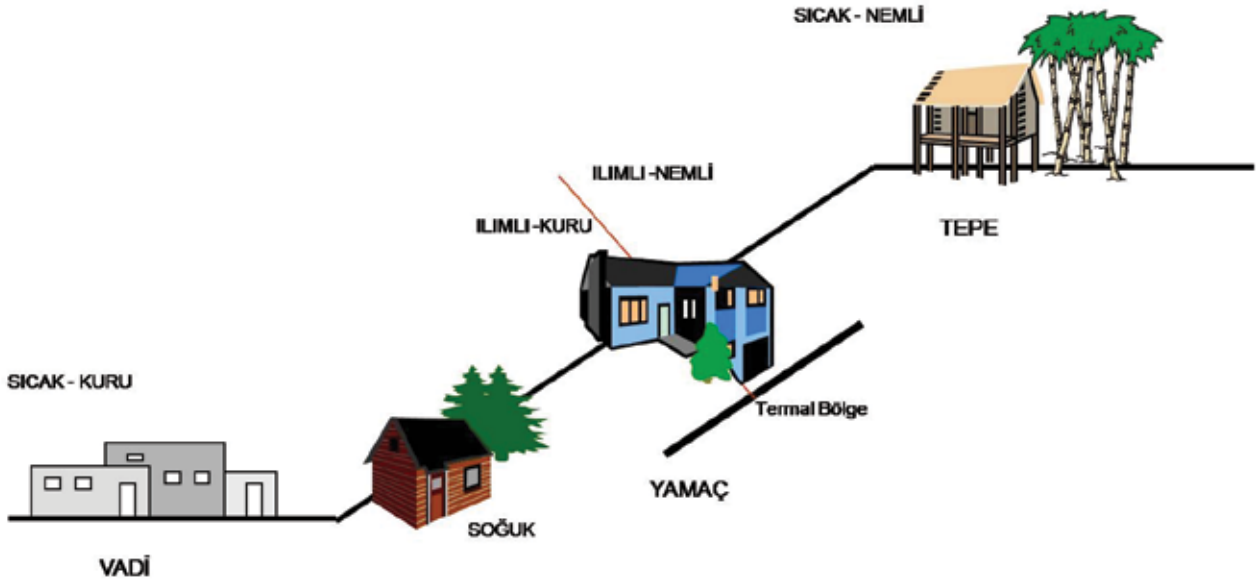 SICAK - NEMLİ
ILIMLI -NEMLİ
ILIMLI -KURU
TEPE
SICAK - KURU
Termal Bölge
YAMAÇ
SOĞUK
VADİ